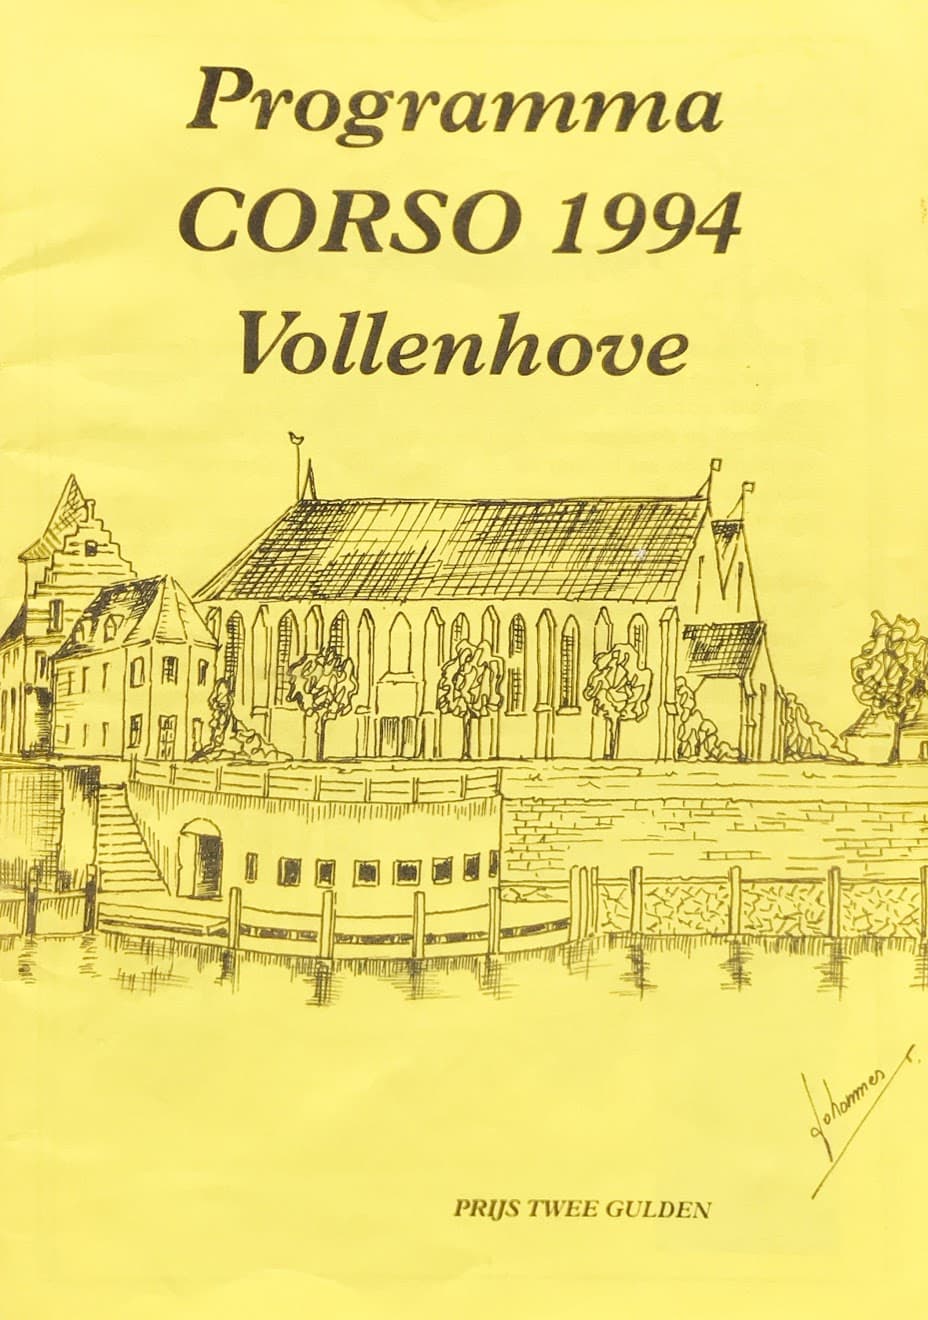 Programma
CORSO 1994
Vollenhove
Johannes T.
PRIJS TWEE GULDEN